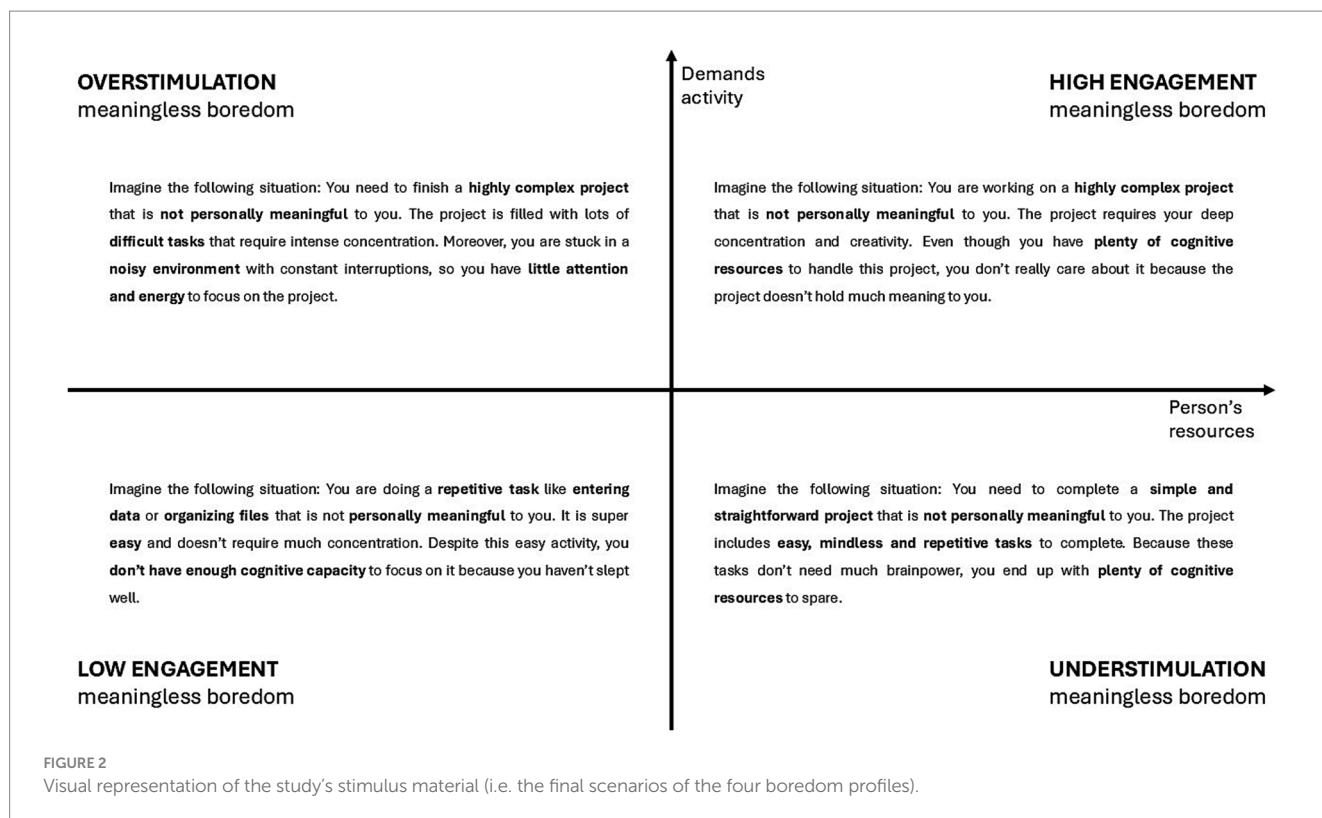 OVERSTIMULATION
meaningless boredom
Demands
activity
HIGH ENGAGEMENT
meaningless boredom
Imagine the following situation: You need to finish a highly complex project
that is not personally meaningful to you. The project is filled with lots of
difficult tasks that require intense concentration. Moreover, you are stuck in a
noisy environment with constant interruptions, so you have little attention
and energy to focus on the project.
Imagine the following situation: You are working on a highly complex project
that is not personally meaningful to you. The project requires your deep
concentration and creativity. Even though you have plenty of cognitive
resources to handle this project, you don't really care about it because the
project doesn't hold much meaning to you.
Person's
resources
Imagine the following situation: You are doing a repetitive task like entering
data or organizing files that is not personally meaningful to you. It is super
easy and doesn't require much concentration. Despite this easy activity, you
don't have enough cognitive capacity to focus on it because you haven't slept
well.
Imagine the following situation: You need to complete a simple and
straightforward project that is not personally meaningful to you. The project
includes easy, mindless and repetitive tasks to complete. Because these
tasks don't need much brainpower, you end up with plenty of cognitive
resources to spare.
LOW ENGAGEMENT
meaningless boredom
UNDERSTIMULATION
meaningless boredom
FIGURE 2
Visual representation of the study's stimulus material (i.e. the final scenarios of the four boredom profiles).